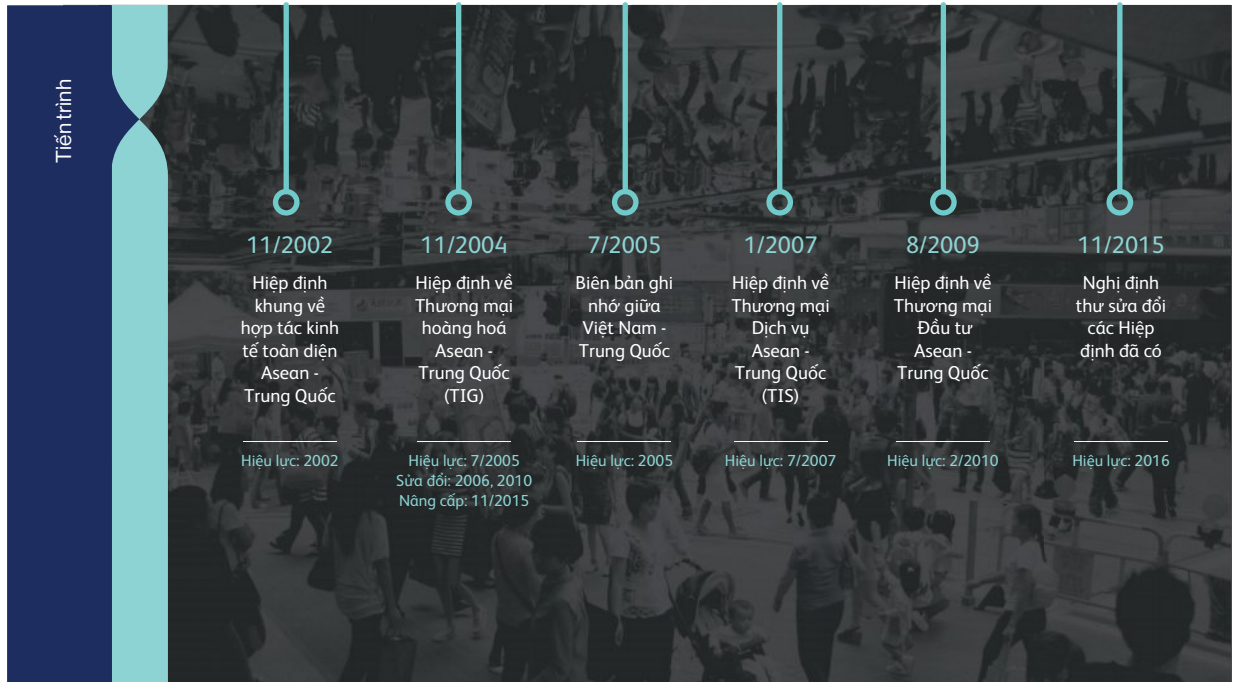 Tiến trình
11/2002
Hiệp định
khung về
hợp tác kinh
tế toàn diện
Asean -
Trung Quốc
Hiệu lực: 2002
11/2004
Hiệp định về
Thương mại
hoàng hoá
Asean -
Trung Quốc
(TIG)
Hiệu lực: 7/2005
Sửa đổi: 2006, 2010
Nâng cấp: 11/2015
7/2005
Biên bản ghi
nhớ giữa
Việt Nam -
Trung Quốc
Hiệu lực: 2005
1/2007
Hiệp định về
Thương mại
Dịch vụ
Asean -
Trung Quốc
(TIS)
Hiệu lực: 7/2007
8/2009
Hiệp định về
Thương mại
Đầu tư
Asean -
Trung Quốc
Hiệu lực: 2/2010
11/2015
Nghị định
thư sửa đổi
các Hiệp
định đã có
Hiệu lực: 2016